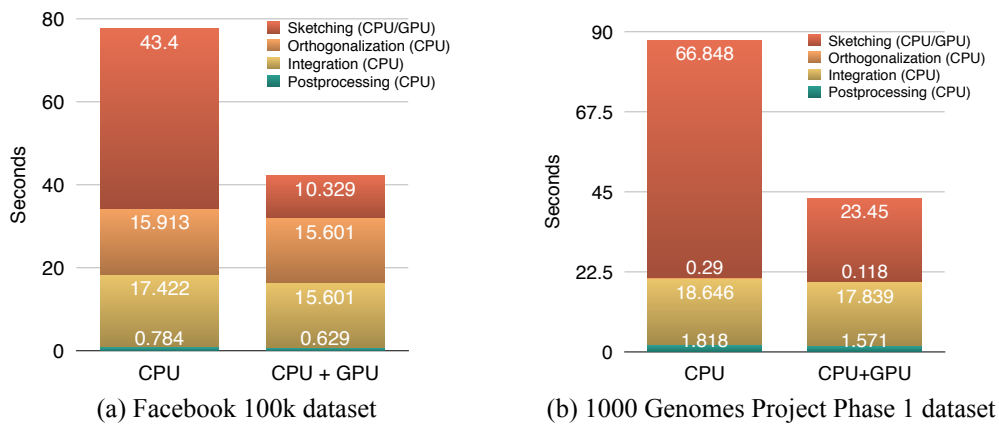 80
60
40
20
0
Seconds
Sketching (CPU/GPU)
Orthogonalization (CPU)
Integration (CPU)
Postprocessing (CPU)
43.4
15.913
17.422
0.784
10.329
15.601
15.601
0.629
CPU
CPU + GPU
(a) Facebook 100k dataset
90
67.5
45
22.5
0
Seconds
Sketching (CPU/GPU)
Orthogonalization (CPU)
Integration (CPU)
Postprocessing (CPU)
66.848
0.29
18.646
1.818
23.45
0.118
17.839
1.571
CPU
CPU+GPU
(b) 1000 Genomes Project Phase 1 dataset